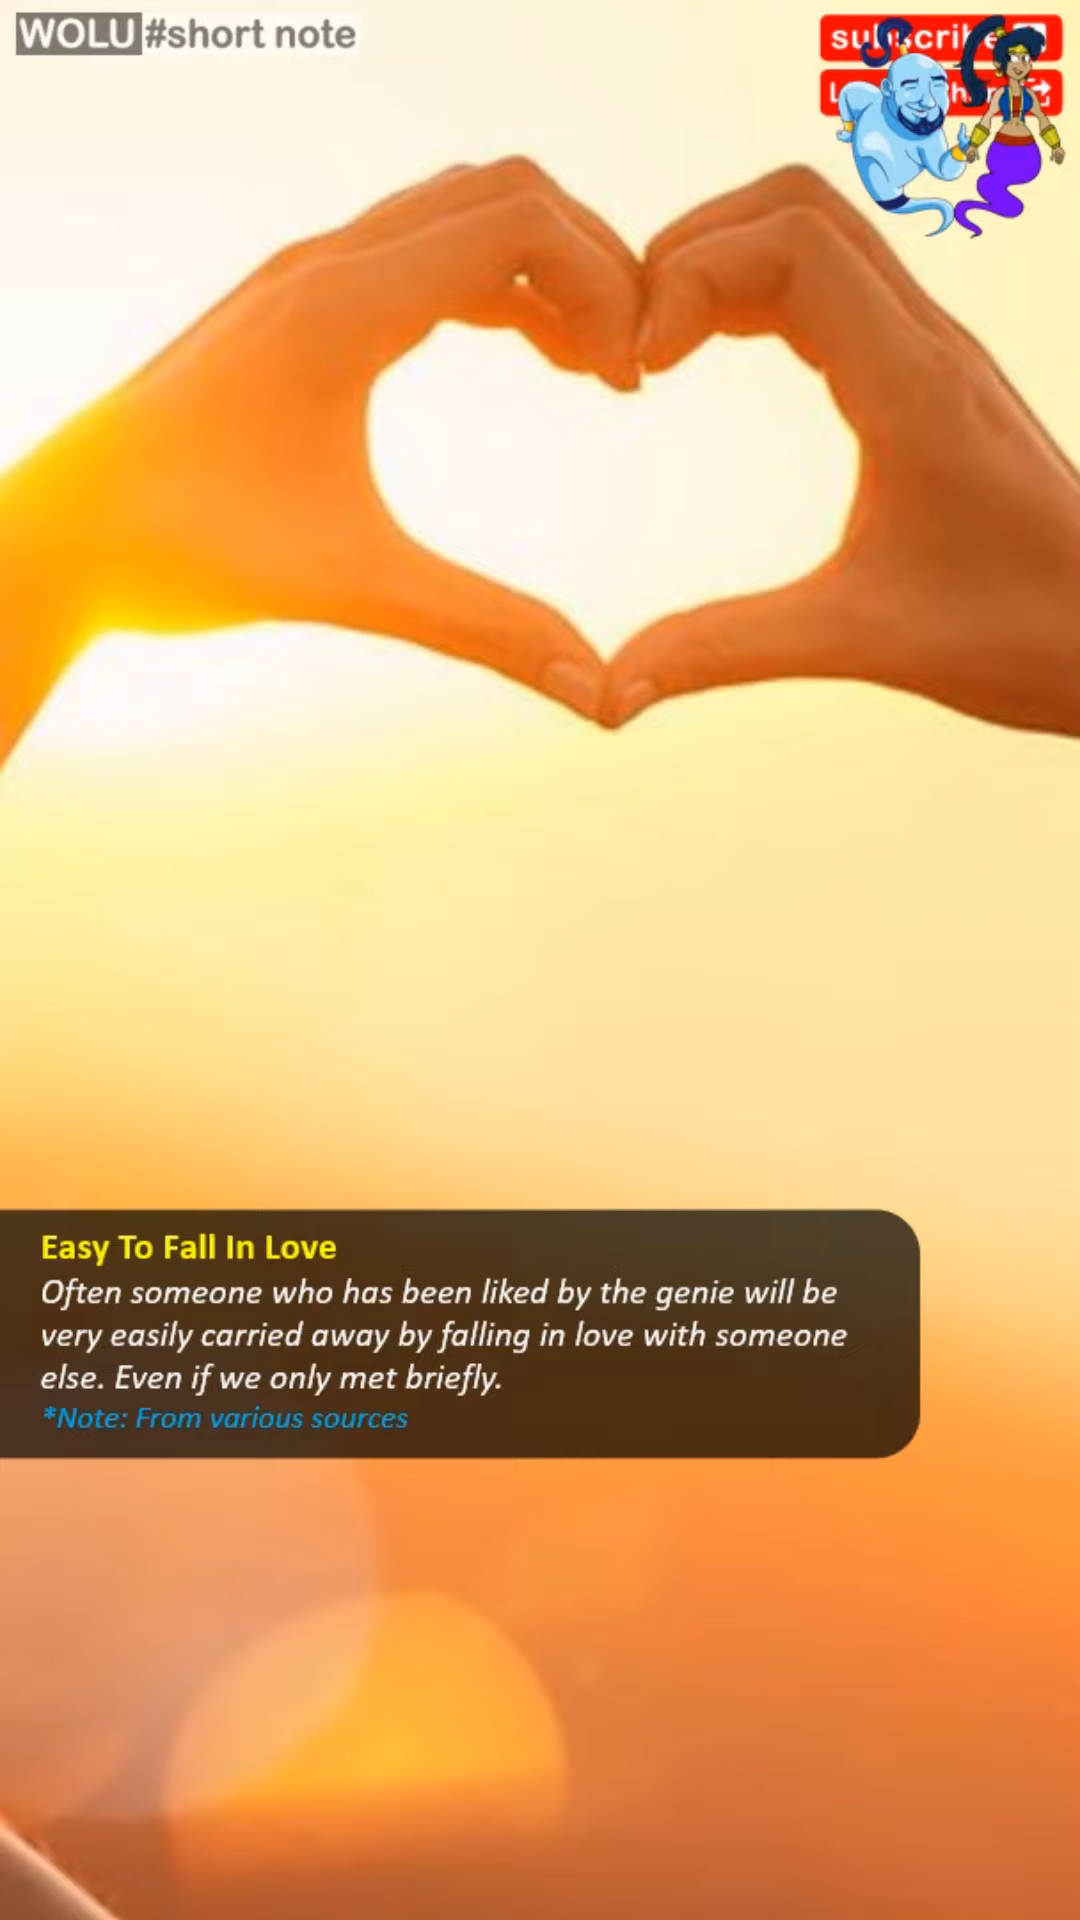 WOLU #short note
subscribe
Easy To Fall In Love
Often someone who has been liked by the genie will be
very easily carried away by falling in love with someone
else. Even if we only met briefly.
*Note: From various sources